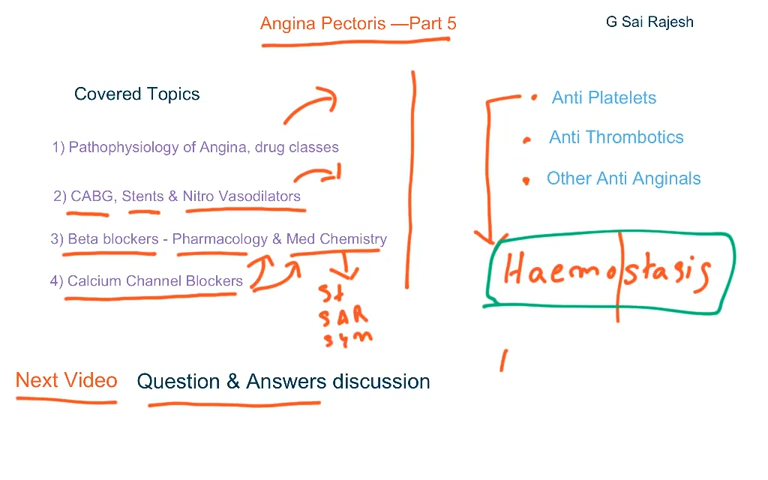 Angina Pectoris —Part 5
G Sai Rajesh
Covered Topics
1) Pathophysiology of Angina, drug classes
2) CABG, Stents & Nitro Vasodilators
3) Beta blockers - Pharmacology & Med Chemistry
4) Calcium Channel Blockers
St
SAR
Sym
• Anti Platelets
• Anti Thrombotics
• Other Anti Anginals
Haemostasis
Next Video Question & Answers discussion